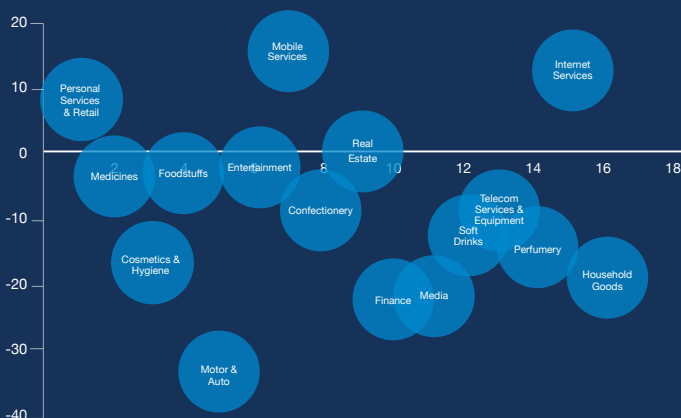 20
Mobile
Services
Internet
Services
10
Personal
Services
& Retail
Real
Estate
0
2
4
6
8
10
12
14
16
18
Medicines
Foodstuffs
Entertainment
Confectionery
Telecom
Services &
Equipment
-10
Soft
Drinks
Perfumery
Cosmetics &
Hygiene
Household
Goods
-20
Finance
Media
-30
Motor &
Auto
-40